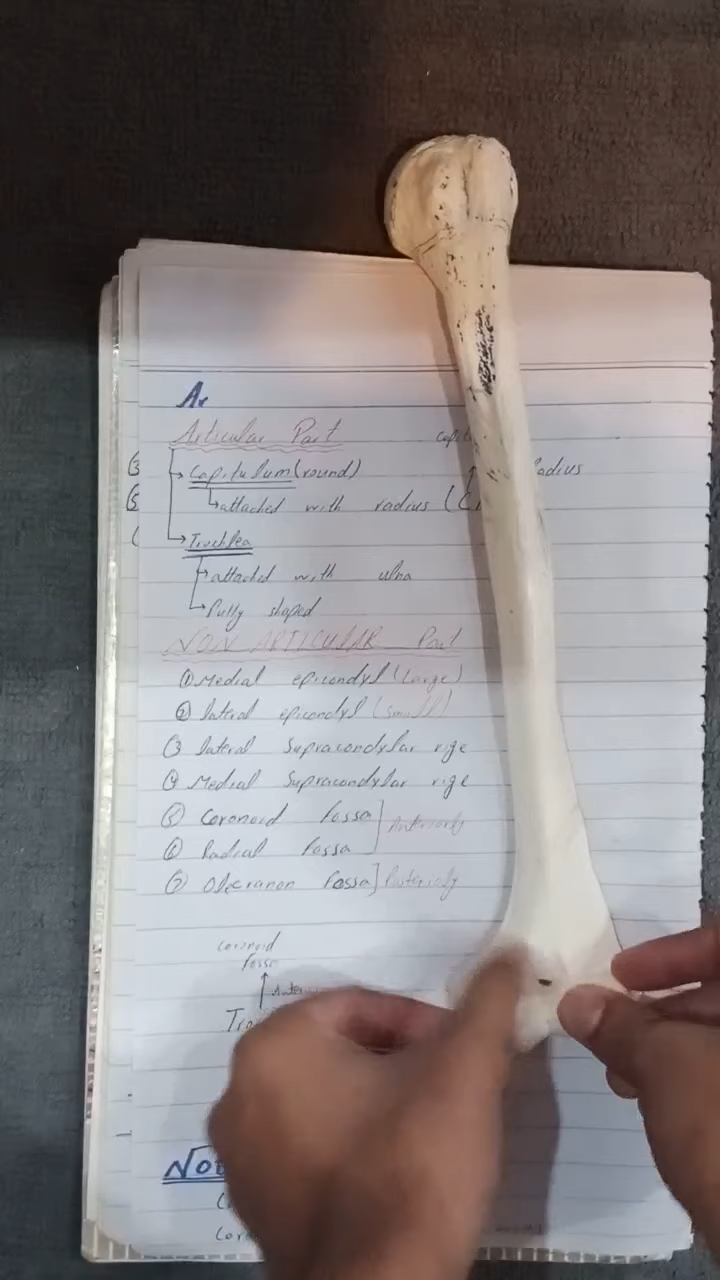 Ar
Articular Part
Capitulum (round)
attached with radius (C
radius
Trochlea
attached with ulna
Pully shaped
NON ARTICULAR Part
① Medial epicondyl (large)
② lateral epicondyl (small)
③ lateral Supracondylar rige
④ Medial Supracondylar rige
⑤ Coronoid fossa
Anteriorly
⑥ Radial fossa
⑦ Olecranon fossa] Posteriorly
coronoid
fossa